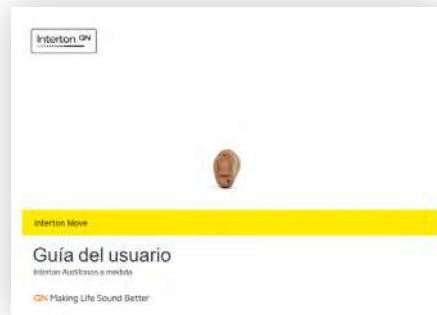 Interton GN
Interton Move
Guía del usuario
Interton Audífonos a medida
GN Making Life Sound Better